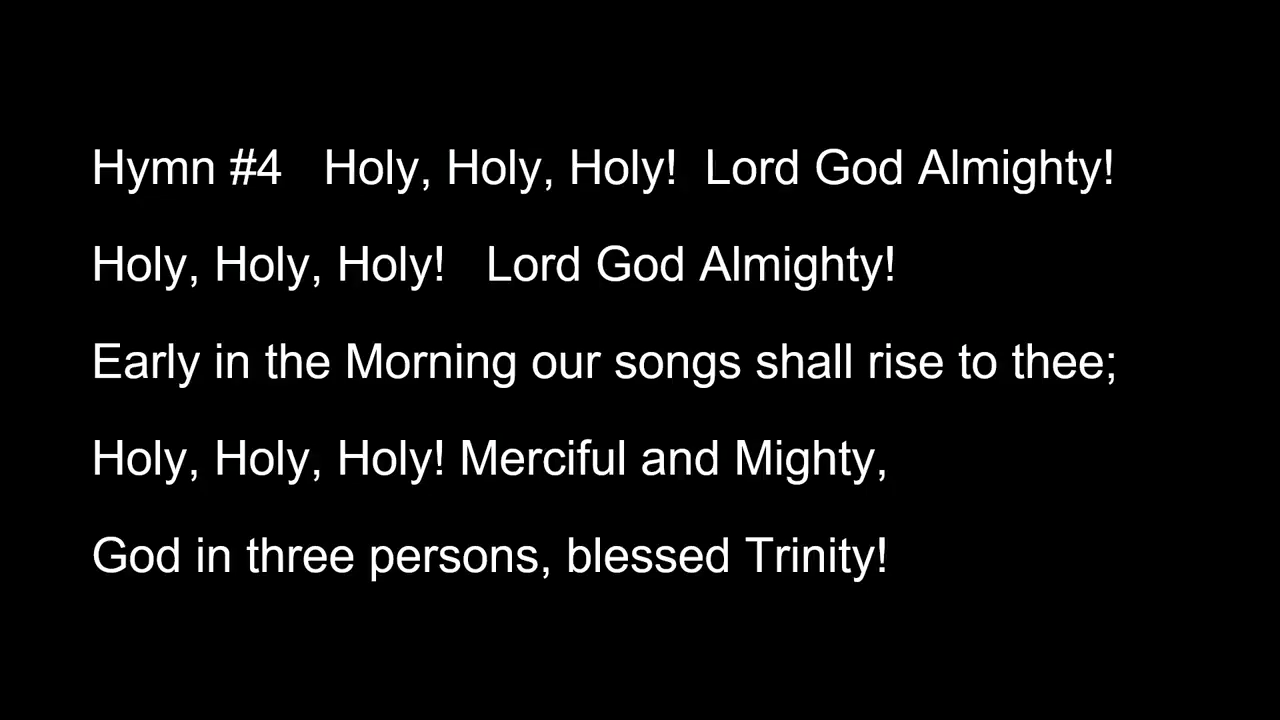 Hymn #4   Holy, Holy, Holy!  Lord God Almighty!
Holy, Holy, Holy!   Lord God Almighty!
Early in the Morning our songs shall rise to thee;
Holy, Holy, Holy! Merciful and Mighty,
God in three persons, blessed Trinity!